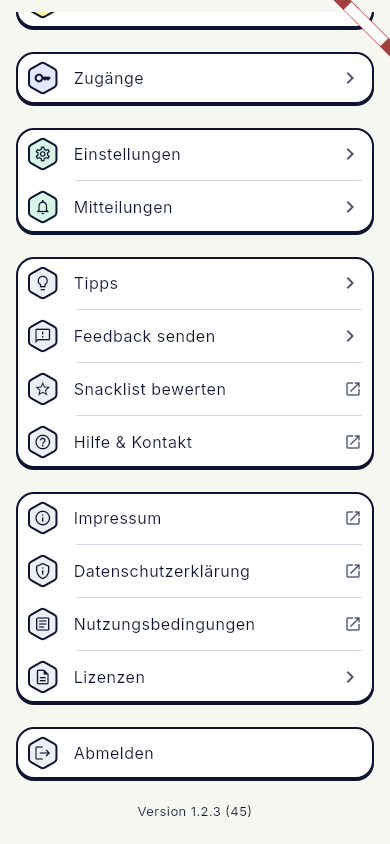 Zugänge
Einstellungen
Mitteilungen
Tipps
Feedback senden
Snacklist bewerten
Hilfe & Kontakt
Impressum
Datenschutzerklärung
Nutzungsbedingungen
Lizenzen
Abmelden
Version 1.2.3 (45)